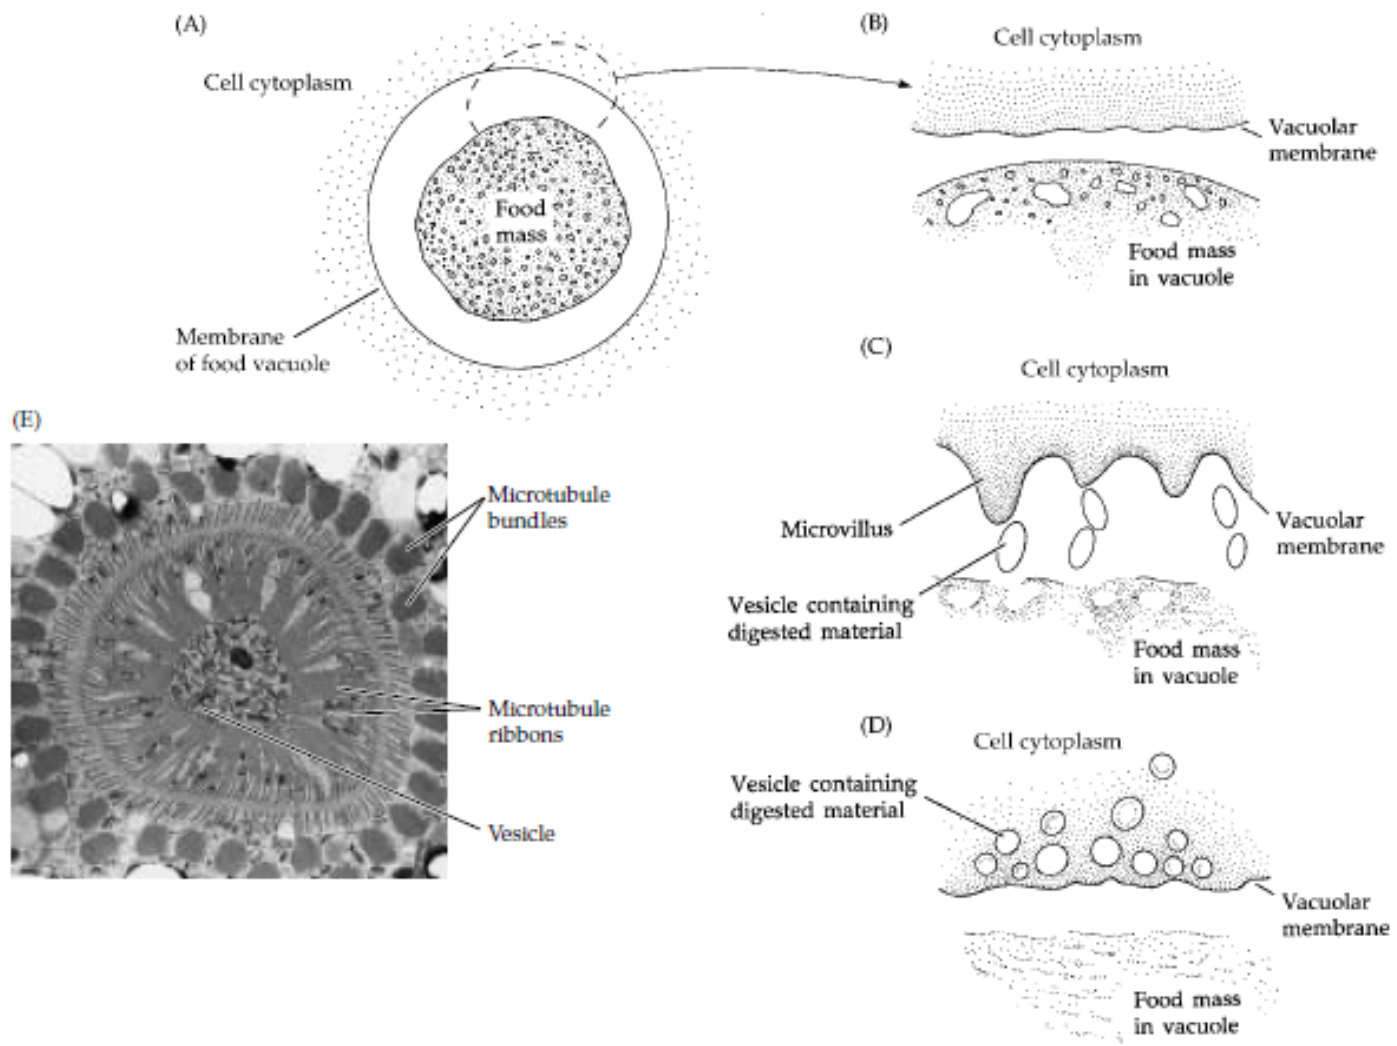 (A)
Cell cytoplasm
Food
mass
Membrane
of food vacuole
(B)
Cell cytoplasm
Vacuolar
membrane
Food mass
in vacuole
(C)
Cell cytoplasm
Microvillus
Vacuolar
membrane
Vesicle containing
digested material
Food mass
in vacuole
(D)
Cell cytoplasm
Vesicle containing
digested material
Vacuolar
membrane
Food mass
in vacuole
(E)
Microtubule
bundles
Microtubule
ribbons
Vesicle